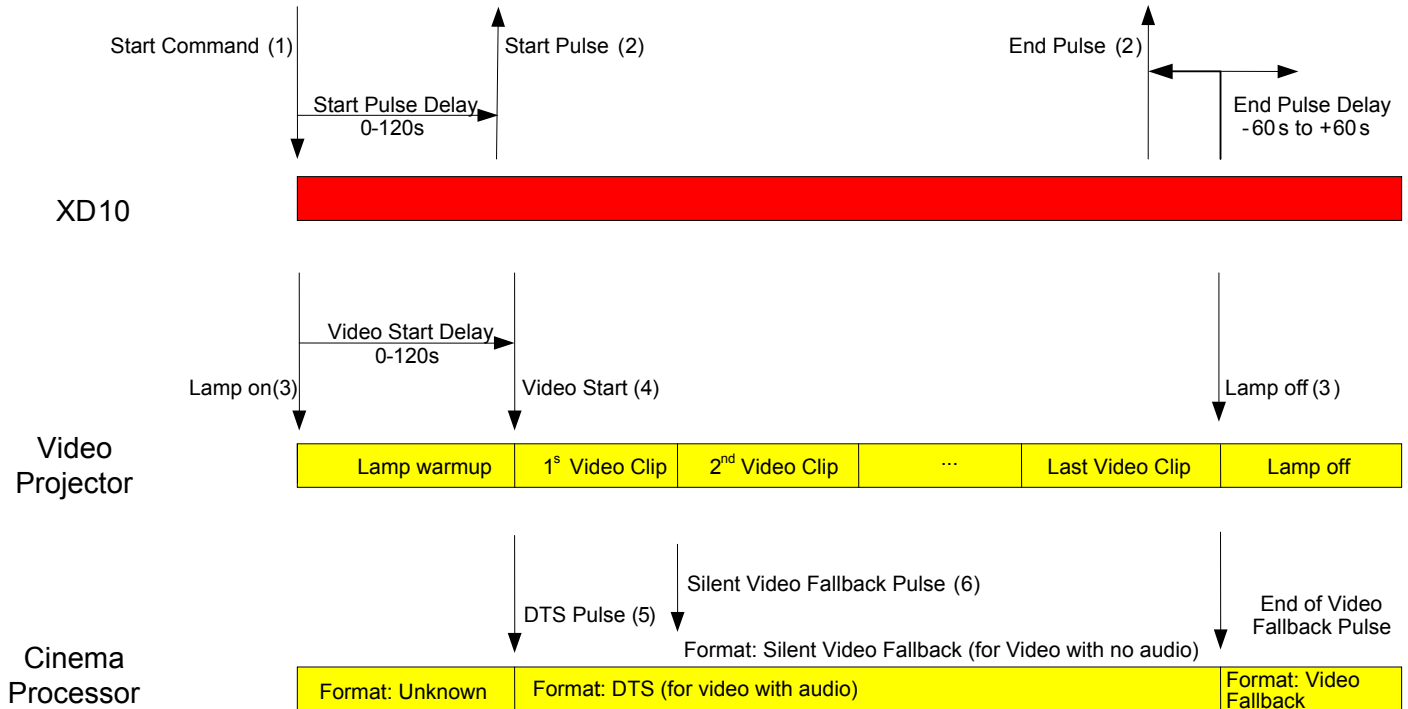 Start Command (1)
Start Pulse (2)
End Pulse (2)
Start Pulse Delay
0-120s
End Pulse Delay
-60s to +60s
XD10
Video Start Delay
0-120s
Lamp on(3)
Video Start (4)
Lamp off (3)
Video
Projector
Lamp warmup
1s Video Clip
2nd Video Clip
...
Last Video Clip
Lamp off
Silent Video Fallback Pulse (6)
DTS Pulse (5)
End of Video
Fallback Pulse
Format: Silent Video Fallback (for Video with no audio)
Cinema
Processor
Format: Unknown
Format: DTS (for video with audio)
Format: Video
Fallback